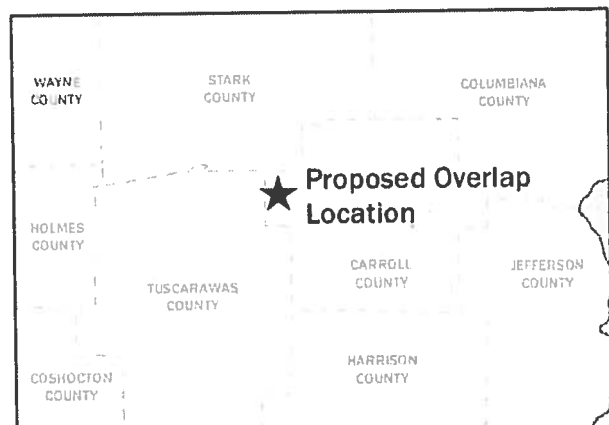 WAYNE
COUNTY
STARK
COUNTY
COLUMBIANA
COUNTY
Proposed Overlap
Location
HOLMES
COUNTY
TUSCARAWAS
COUNTY
CARROLL
COUNTY
JEFFERSON
COUNTY
HARRISON
COUNTY
COSHOCTON
COUNTY